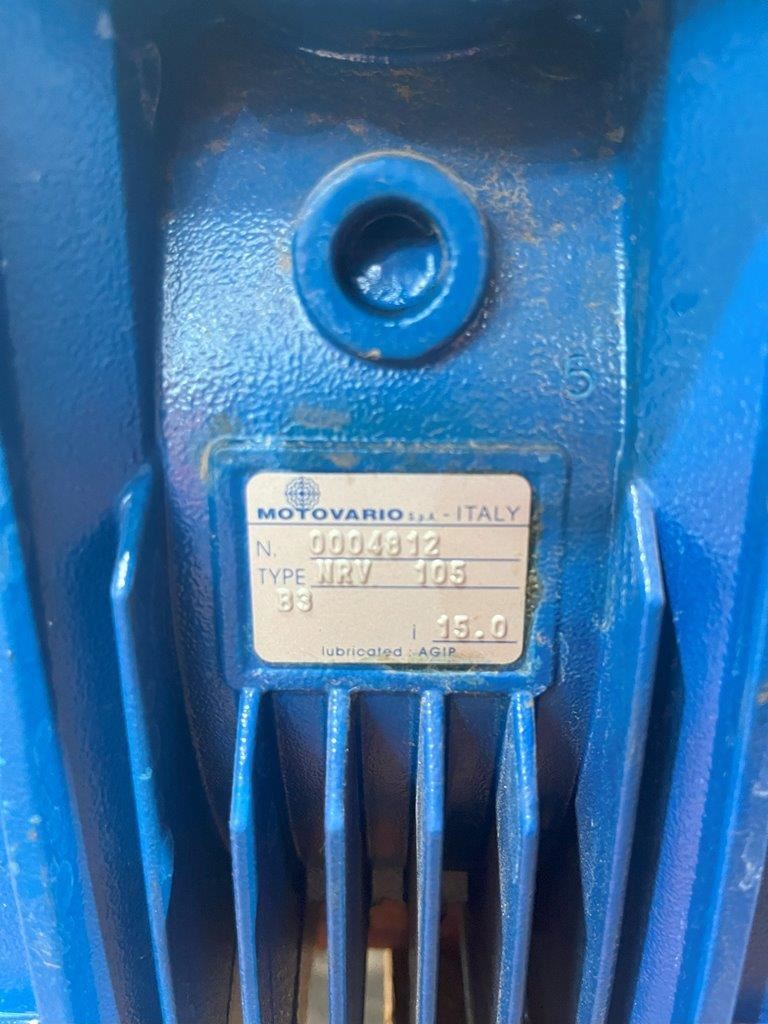 5
MOTOVARIO S.p.A. - ITALY
N. 0004812
TYPE NRV 105
B3
i 15.0
lubricated : AGIP